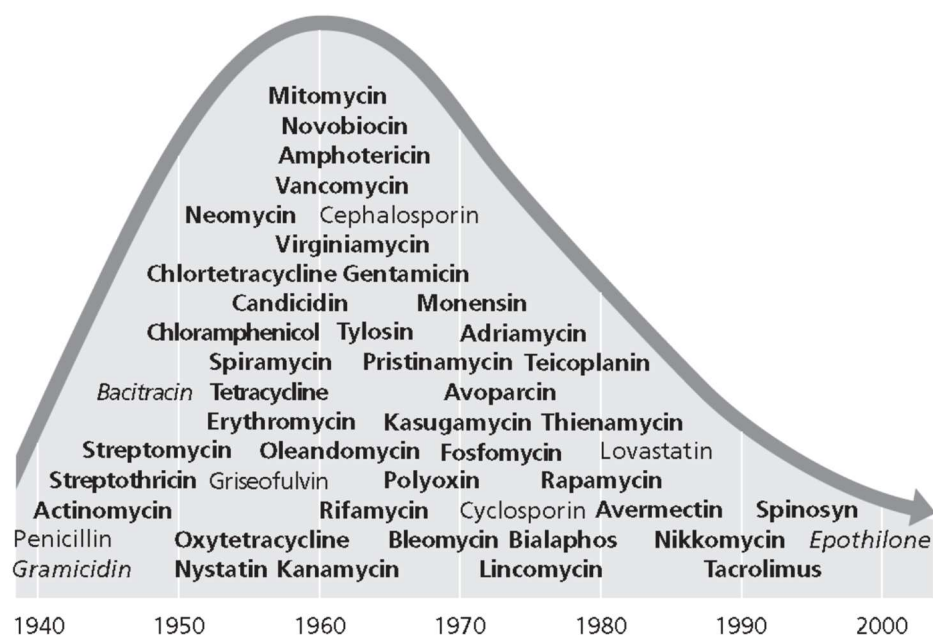 Mitomycin
Novobiocin
Amphotericin
Vancomycin
Neomycin Cephalosporin
Virginiamycin
Chlortetracycline Gentamicin
Candicidin Monensin
Chloramphenicol Tylosin Adriamycin
Spiramycin Pristinamycin Teicoplanin
Bacitracin Tetracycline Avoparcin
Erythromycin Kasugamycin Thienamycin
Streptomycin Oleandomycin Fosfomycin Lovastatin
Streptothricin Griseofulvin Polyoxin Rapamycin
Actinomycin Rifamycin Cyclosporin Avermectin Spinosyn
Penicillin Oxytetracycline Bleomycin Bialaphos Nikkomycin Epothilone
Gramicidin Nystatin Kanamycin Lincomycin Tacrolimus
1940 1950 1960 1970 1980 1990 2000